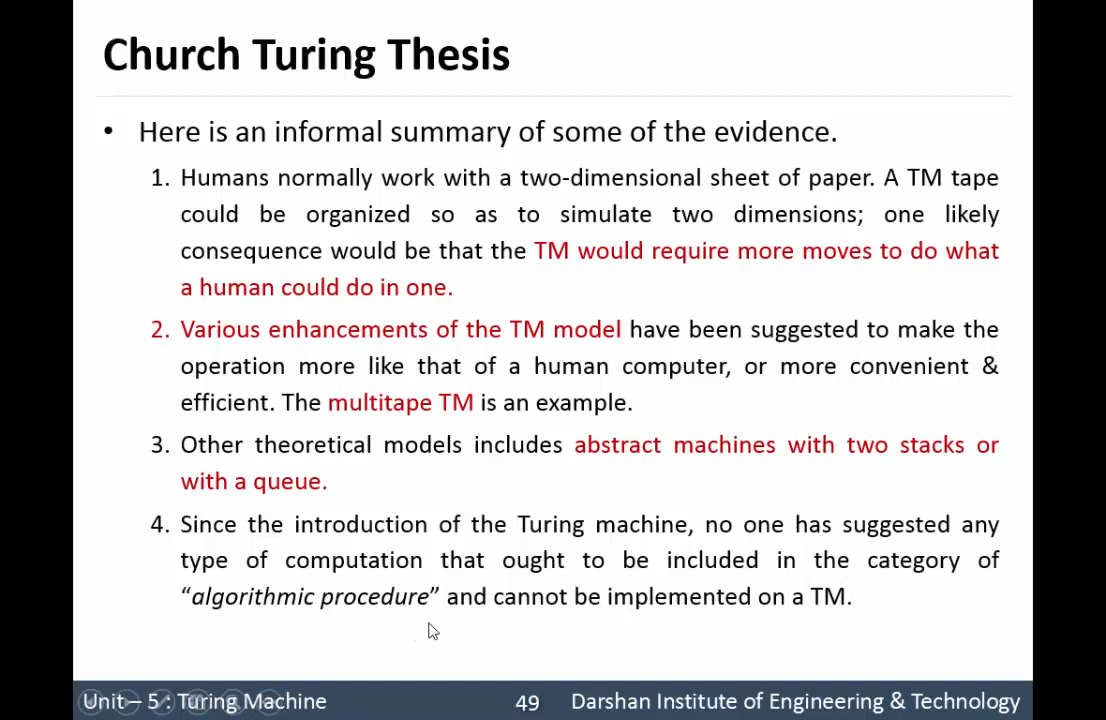 Church Turing Thesis
• Here is an informal summary of some of the evidence.
1. Humans normally work with a two-dimensional sheet of paper. A TM tape
could be organized so as to simulate two dimensions; one likely
consequence would be that the TM would require more moves to do what
a human could do in one.
2. Various enhancements of the TM model have been suggested to make the
operation more like that of a human computer, or more convenient &
efficient. The multitape TM is an example.
3. Other theoretical models includes abstract machines with two stacks or
with a queue.
4. Since the introduction of the Turing machine, no one has suggested any
type of computation that ought to be included in the category of
“algorithmic procedure” and cannot be implemented on a TM.
Unit – 5 : Turing Machine 49 Darshan Institute of Engineering & Technology